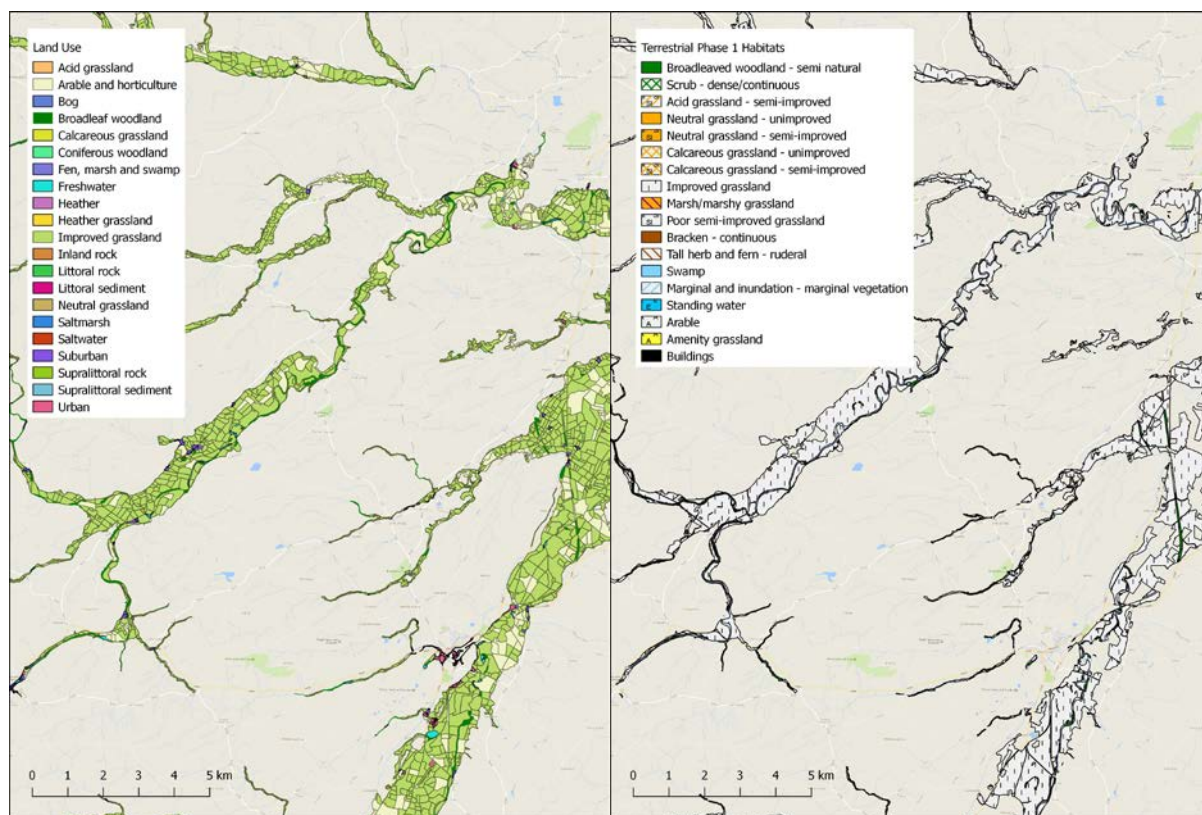 Land Use
Acid grassland
Arable and horticulture
Bog
Broadleaf woodland
Calcareous grassland
Coniferous woodland
Fen, marsh and swamp
Freshwater
Heather
Heather grassland
Improved grassland
Inland rock
Littoral rock
Littoral sediment
Neutral grassland
Saltmarsh
Saltwater
Suburban
Supralittoral rock
Supralittoral sediment
Urban
0 1 2 3 4 5 km
Terrestrial Phase 1 Habitats
Broadleaved woodland - semi natural
Scrub - dense/continuous
Acid grassland - semi-improved
Neutral grassland - unimproved
Neutral grassland - semi-improved
Calcareous grassland - unimproved
Calcareous grassland - semi-improved
Improved grassland
Marsh/marshy grassland
Poor semi-improved grassland
Bracken - continuous
Tall herb and fern - ruderal
Swamp
Marginal and inundation - marginal vegetation
Standing water
Arable
Amenity grassland
Buildings
0 1 2 3 4 5 km